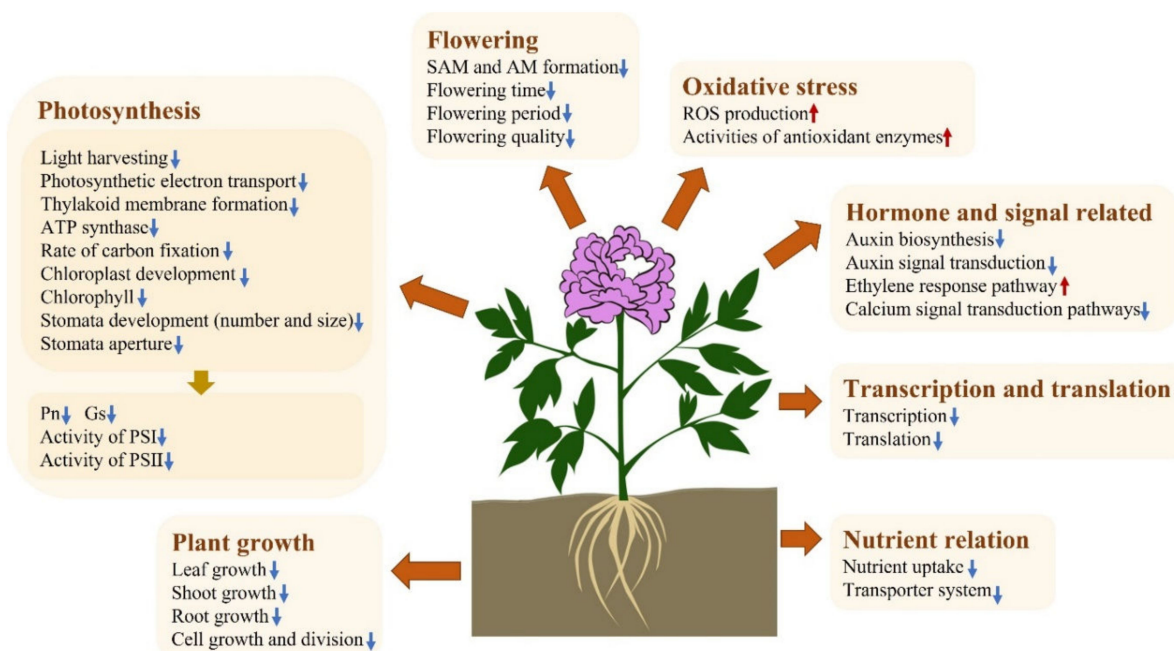 Flowering
SAM and AM formation↓
Flowering time↓
Flowering period↓
Flowering quality↓
Oxidative stress
ROS production↑
Activities of antioxidant enzymes↑
Photosynthesis
Light harvesting↓
Photosynthetic electron transport↓
Thylakoid membrane formation↓
ATP synthase↓
Rate of carbon fixation↓
Chloroplast development↓
Chlorophyll↓
Stomata development (number and size)↓
Stomata aperture↓
Pn↓ Gs↓
Activity of PSI↓
Activity of PSII↓
Hormone and signal related
Auxin biosynthesis↓
Auxin signal transduction↓
Ethylene response pathway↑
Calcium signal transduction pathways↓
Transcription and translation
Transcription↓
Translation↓
Plant growth
Leaf growth↓
Shoot growth↓
Root growth↓
Cell growth and division↓
Nutrient relation
Nutrient uptake↓
Transporter system↓